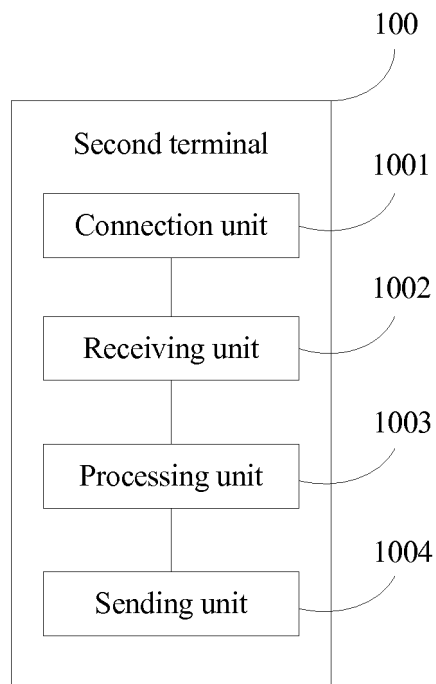 100
Second terminal
1001
Connection unit
1002
Receiving unit
1003
Processing unit
1004
Sending unit